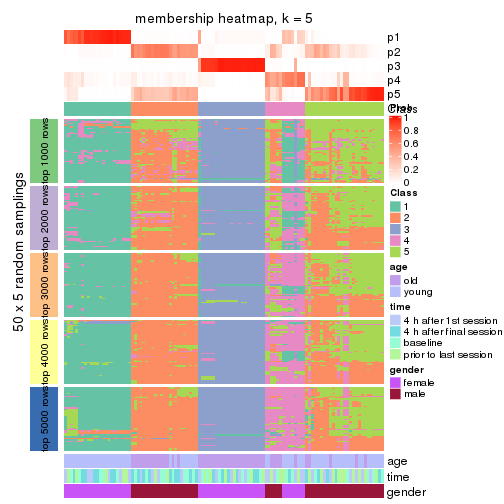 membership heatmap, k = 5
p1
p2
p3
p4
p5
Class
Prob
1
0.8
0.6
0.4
0.2
0
Class
1
2
3
4
5
age
old
young
time
4 h after 1st session
4 h after final session
baseline
prior to last session
gender
female
male
50 x 5 random samplings
top 1000 rows
top 2000 rows
top 3000 rows
top 4000 rows
top 5000 rows
age
time
gender